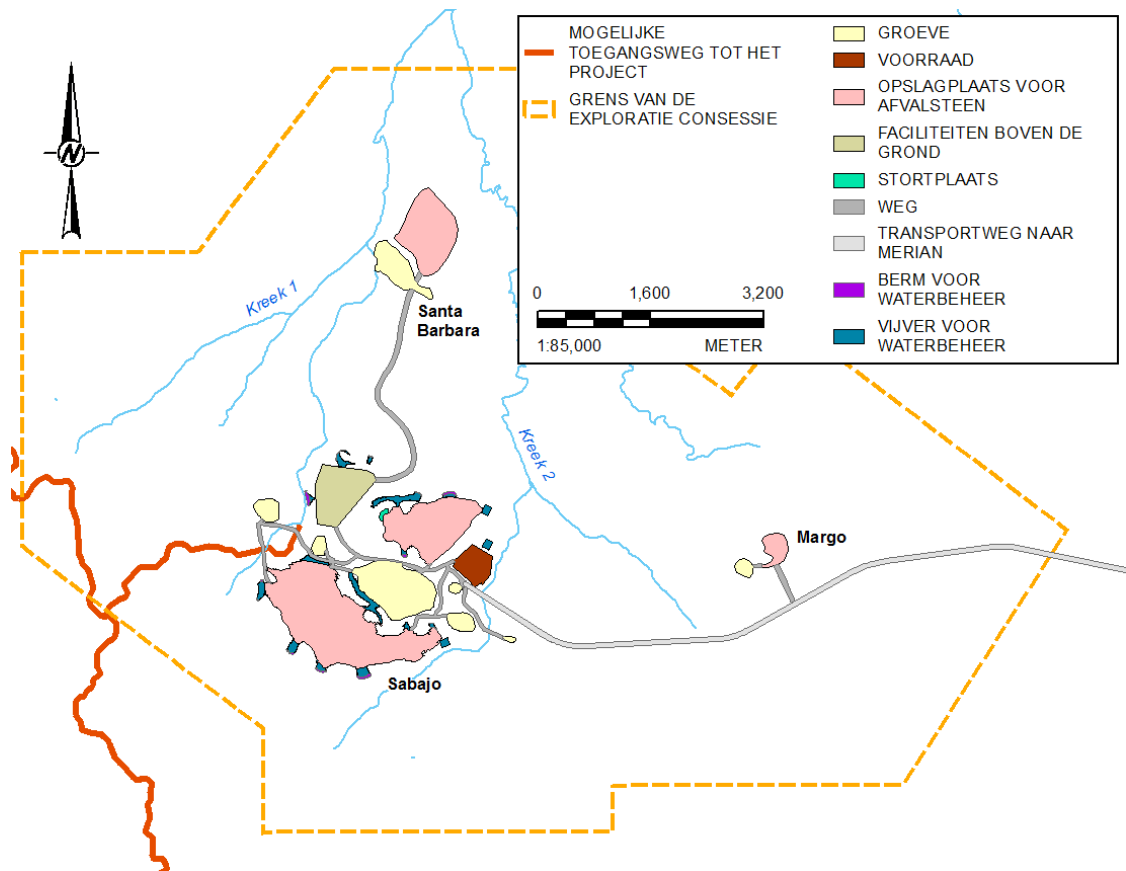 MOGELIJKE
TOEGANGSWEG TOT HET
PROJECT
GRENS VAN DE
EXPLORATIE CONSESSIE
GROEVE
VOORRAAD
OPSLAGPLAATS VOOR
AFVALSTEEN
FACILITEITEN BOVEN DE
GROND
STORTPLAATS
WEG
TRANSPORTWEG NAAR
MERIAN
BERM VOOR
WATERBEHEER
VIJVER VOOR
WATERBEHEER
0 1,600 3,200
1:85,000 METER
N
Kreek 1
Santa
Barbara
Kreek 2
Margo
Sabajo